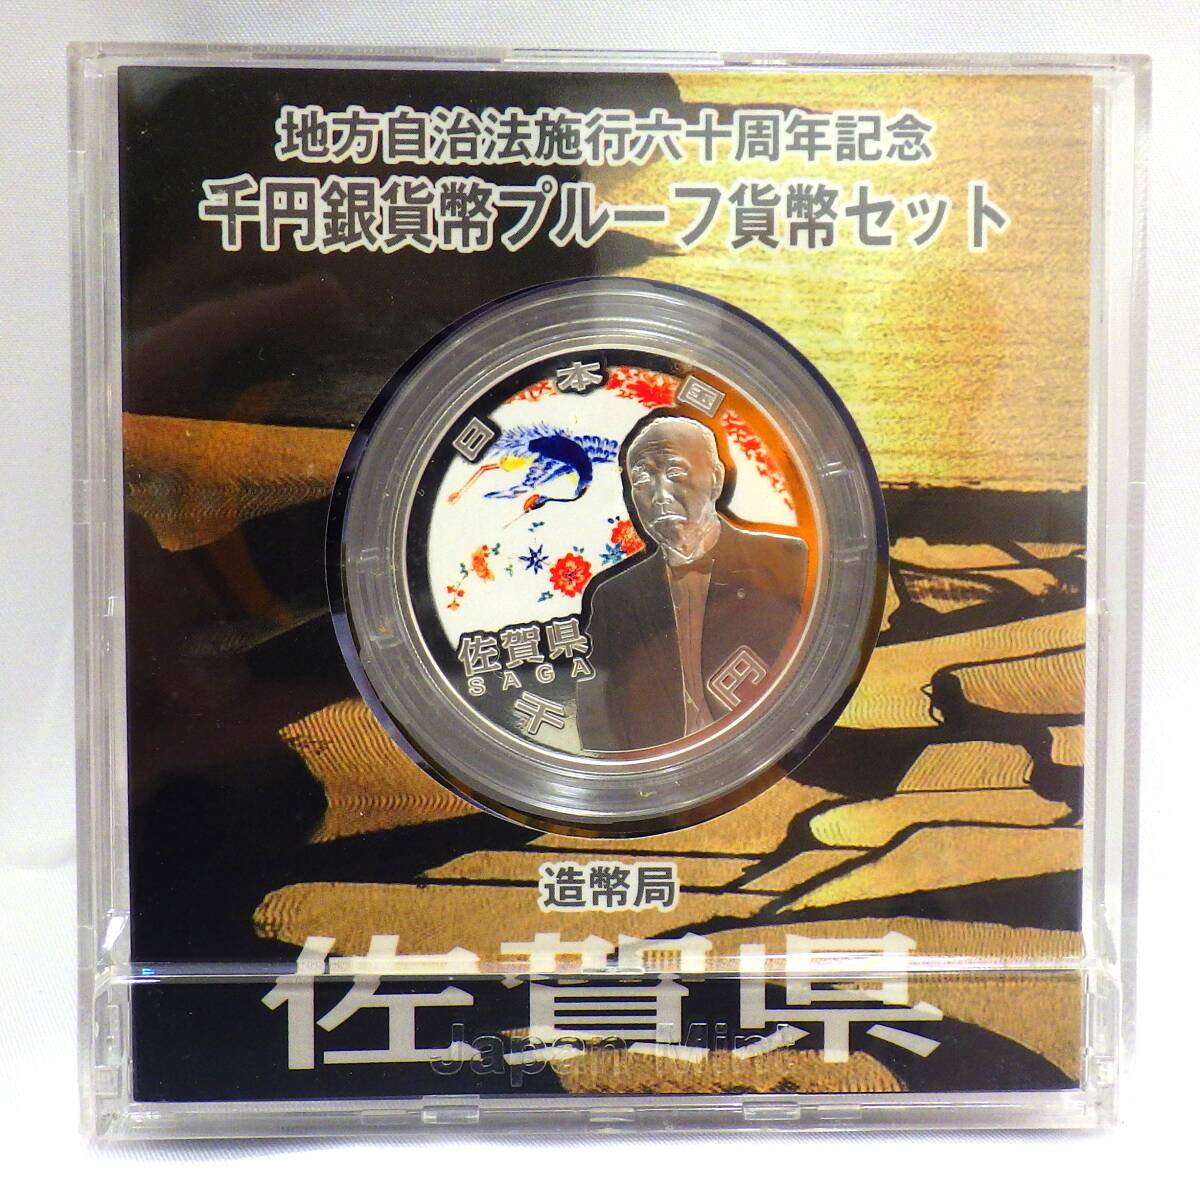 地方自治法施行六十周年記念
千円銀貨幣プルーフ貨幣セット
日本国
佐賀県
SAGA
千円
造幣局
佐賀県
Japan Mint